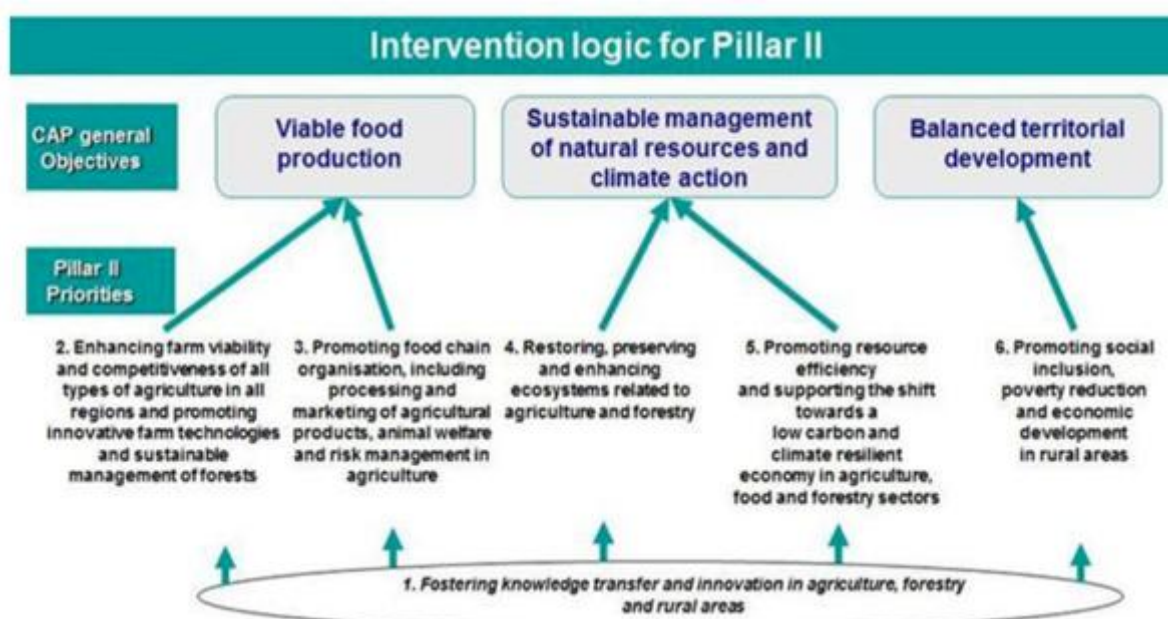 Intervention logic for Pillar II
CAP general
Objectives
Viable food
production
Sustainable management
of natural resources and
climate action
Balanced territorial
development
Pillar II
Priorities
2. Enhancing farm viability
and competitiveness of all
types of agriculture in all
regions and promoting
innovative farm technologies
and sustainable
management of forests
3. Promoting food chain
organisation, including
processing and
marketing of agricultural
products, animal welfare
and risk management in
agriculture
4. Restoring, preserving
and enhancing
ecosystems related to
agriculture and forestry
5. Promoting resource
efficiency
and supporting the shift
towards a
low carbon and
climate resilient
economy in agriculture,
food and forestry sectors
6. Promoting social
inclusion,
poverty reduction
and economic
development
in rural areas
1. Fostering knowledge transfer and innovation in agriculture, forestry
and rural areas